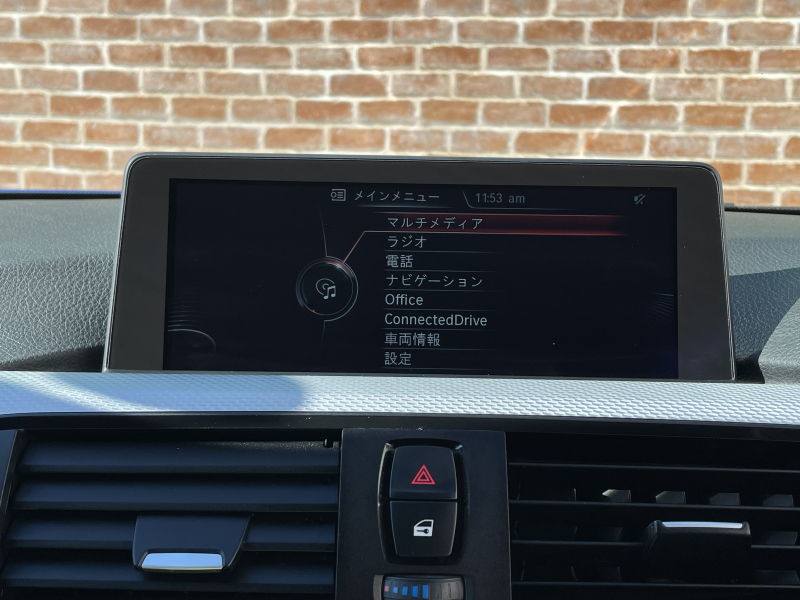 メインメニュー 11:53 am
マルチメディア
ラジオ
電話
ナビゲーション
Office
ConnectedDrive
車両情報
設定